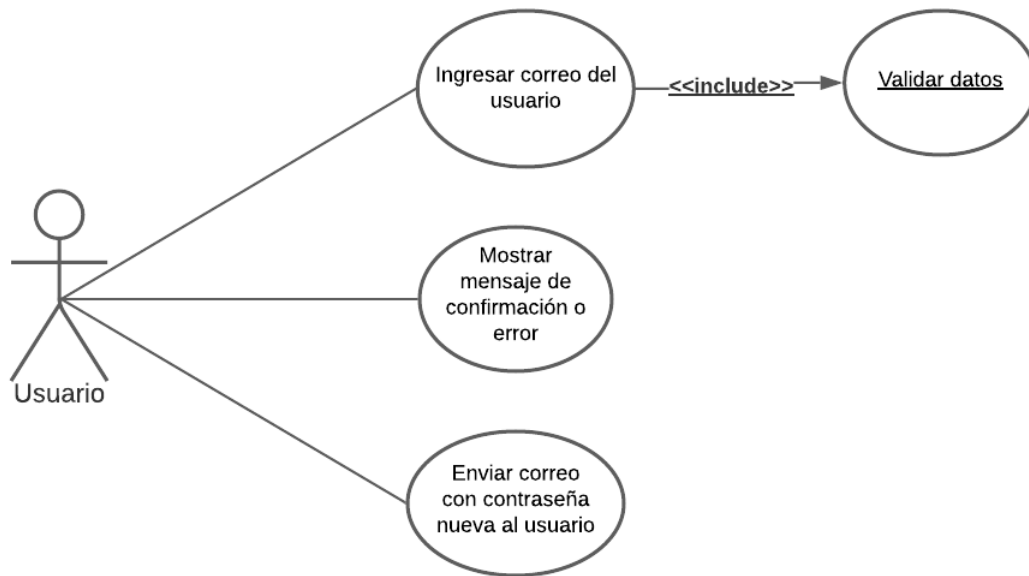 Ingresar correo del
usuario
<<include>>
Validar datos
Mostrar
mensaje de
confirmación o
error
Usuario
Enviar correo
con contraseña
nueva al usuario